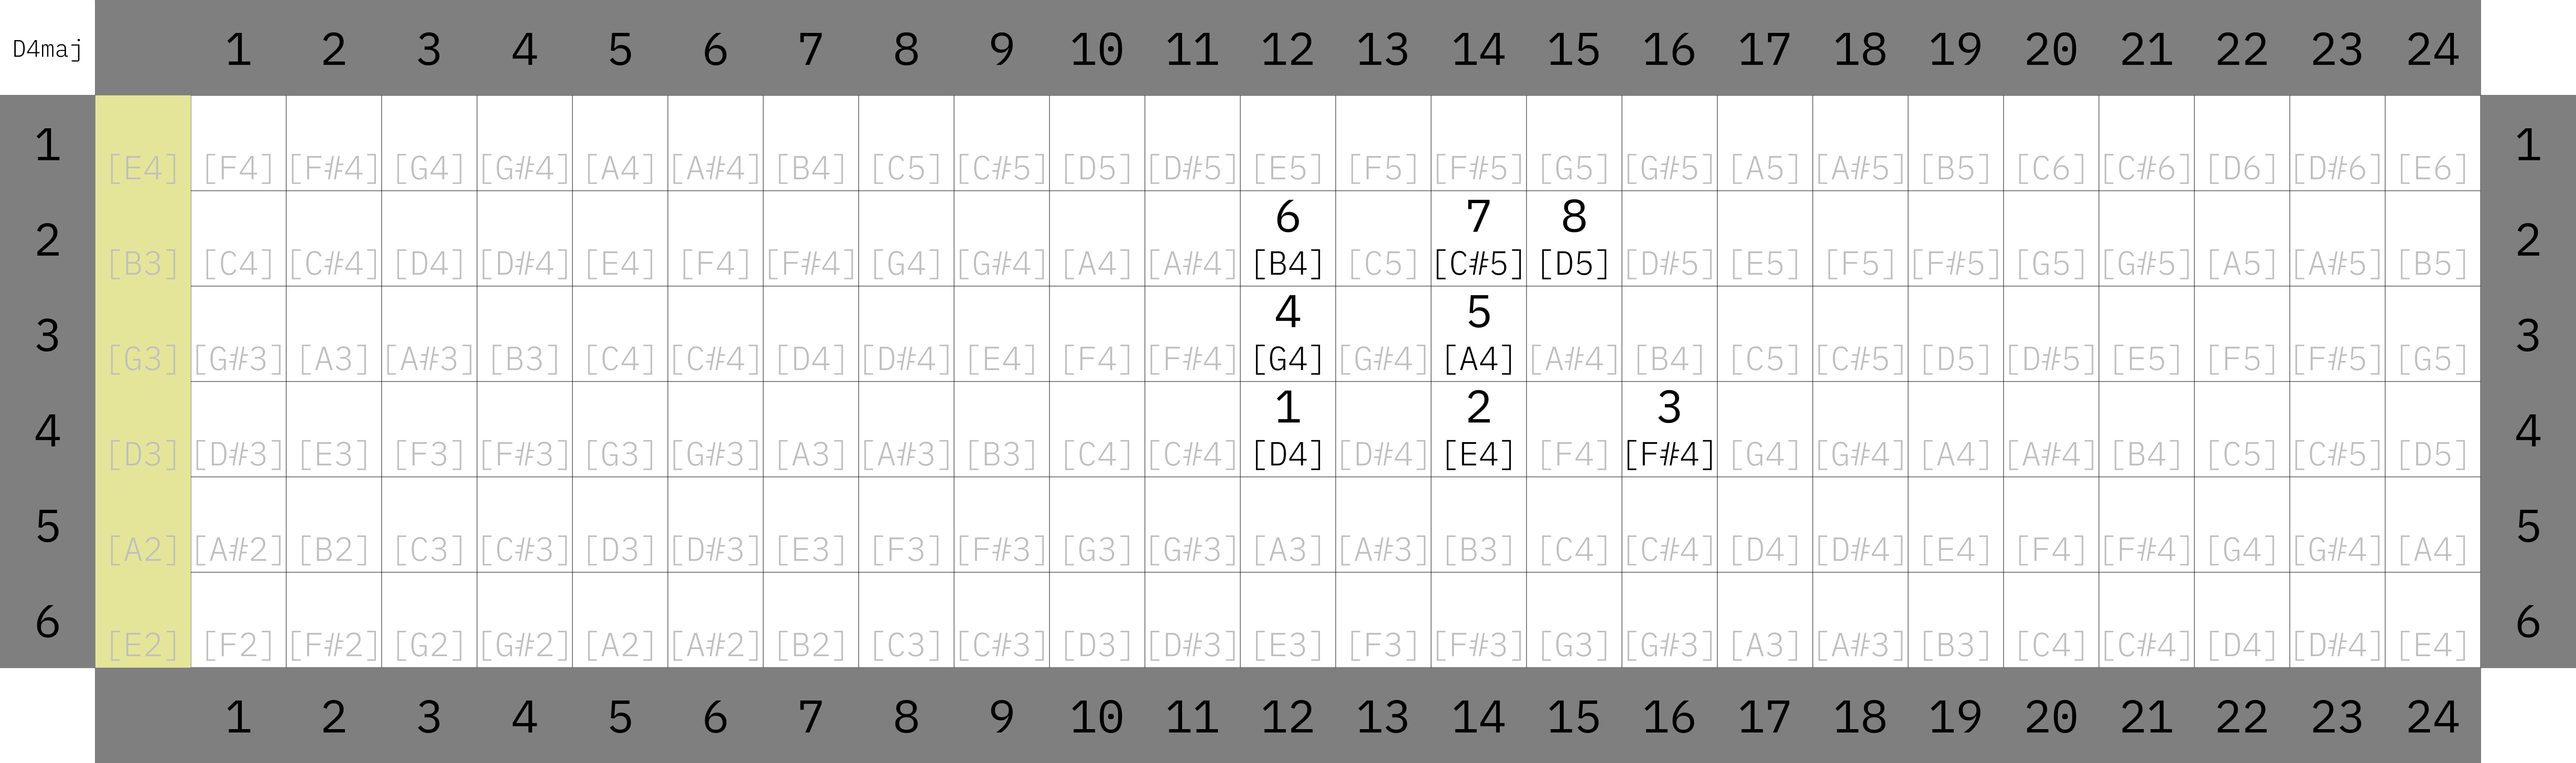 D4maj 1 2 3 4 5 6 7 8 9 10 11 12 13 14 15 16 17 18 19 20 21 22 23 24
1 [E4] [F4] [F#4] [G4] [G#4] [A4] [A#4] [B4] [C5] [C#5] [D5] [D#5] [E5] [F5] [F#5] [G5] [G#5] [A5] [A#5] [B5] [C6] [C#6] [D6] [D#6] [E6] 1
6 7 8
2 [B3] [C4] [C#4] [D4] [D#4] [E4] [F4] [F#4] [G4] [G#4] [A4] [A#4] [B4] [C5] [C#5] [D5] [D#5] [E5] [F5] [F#5] [G5] [G#5] [A5] [A#5] [B5] 2
4 5
3 [G3] [G#3] [A3] [A#3] [B3] [C4] [C#4] [D4] [D#4] [E4] [F4] [F#4] [G4] [G#4] [A4] [A#4] [B4] [C5] [C#5] [D5] [D#5] [E5] [F5] [F#5] [G5] 3
1 2 3
4 [D3] [D#3] [E3] [F3] [F#3] [G3] [G#3] [A3] [A#3] [B3] [C4] [C#4] [D4] [D#4] [E4] [F4] [F#4] [G4] [G#4] [A4] [A#4] [B4] [C5] [C#5] [D5] 4
5 [A2] [A#2] [B2] [C3] [C#3] [D3] [D#3] [E3] [F3] [F#3] [G3] [G#3] [A3] [A#3] [B3] [C4] [C#4] [D4] [D#4] [E4] [F4] [F#4] [G4] [G#4] [A4] 5
6 [E2] [F2] [F#2] [G2] [G#2] [A2] [A#2] [B2] [C3] [C#3] [D3] [D#3] [E3] [F3] [F#3] [G3] [G#3] [A3] [A#3] [B3] [C4] [C#4] [D4] [D#4] [E4] 6
1 2 3 4 5 6 7 8 9 10 11 12 13 14 15 16 17 18 19 20 21 22 23 24